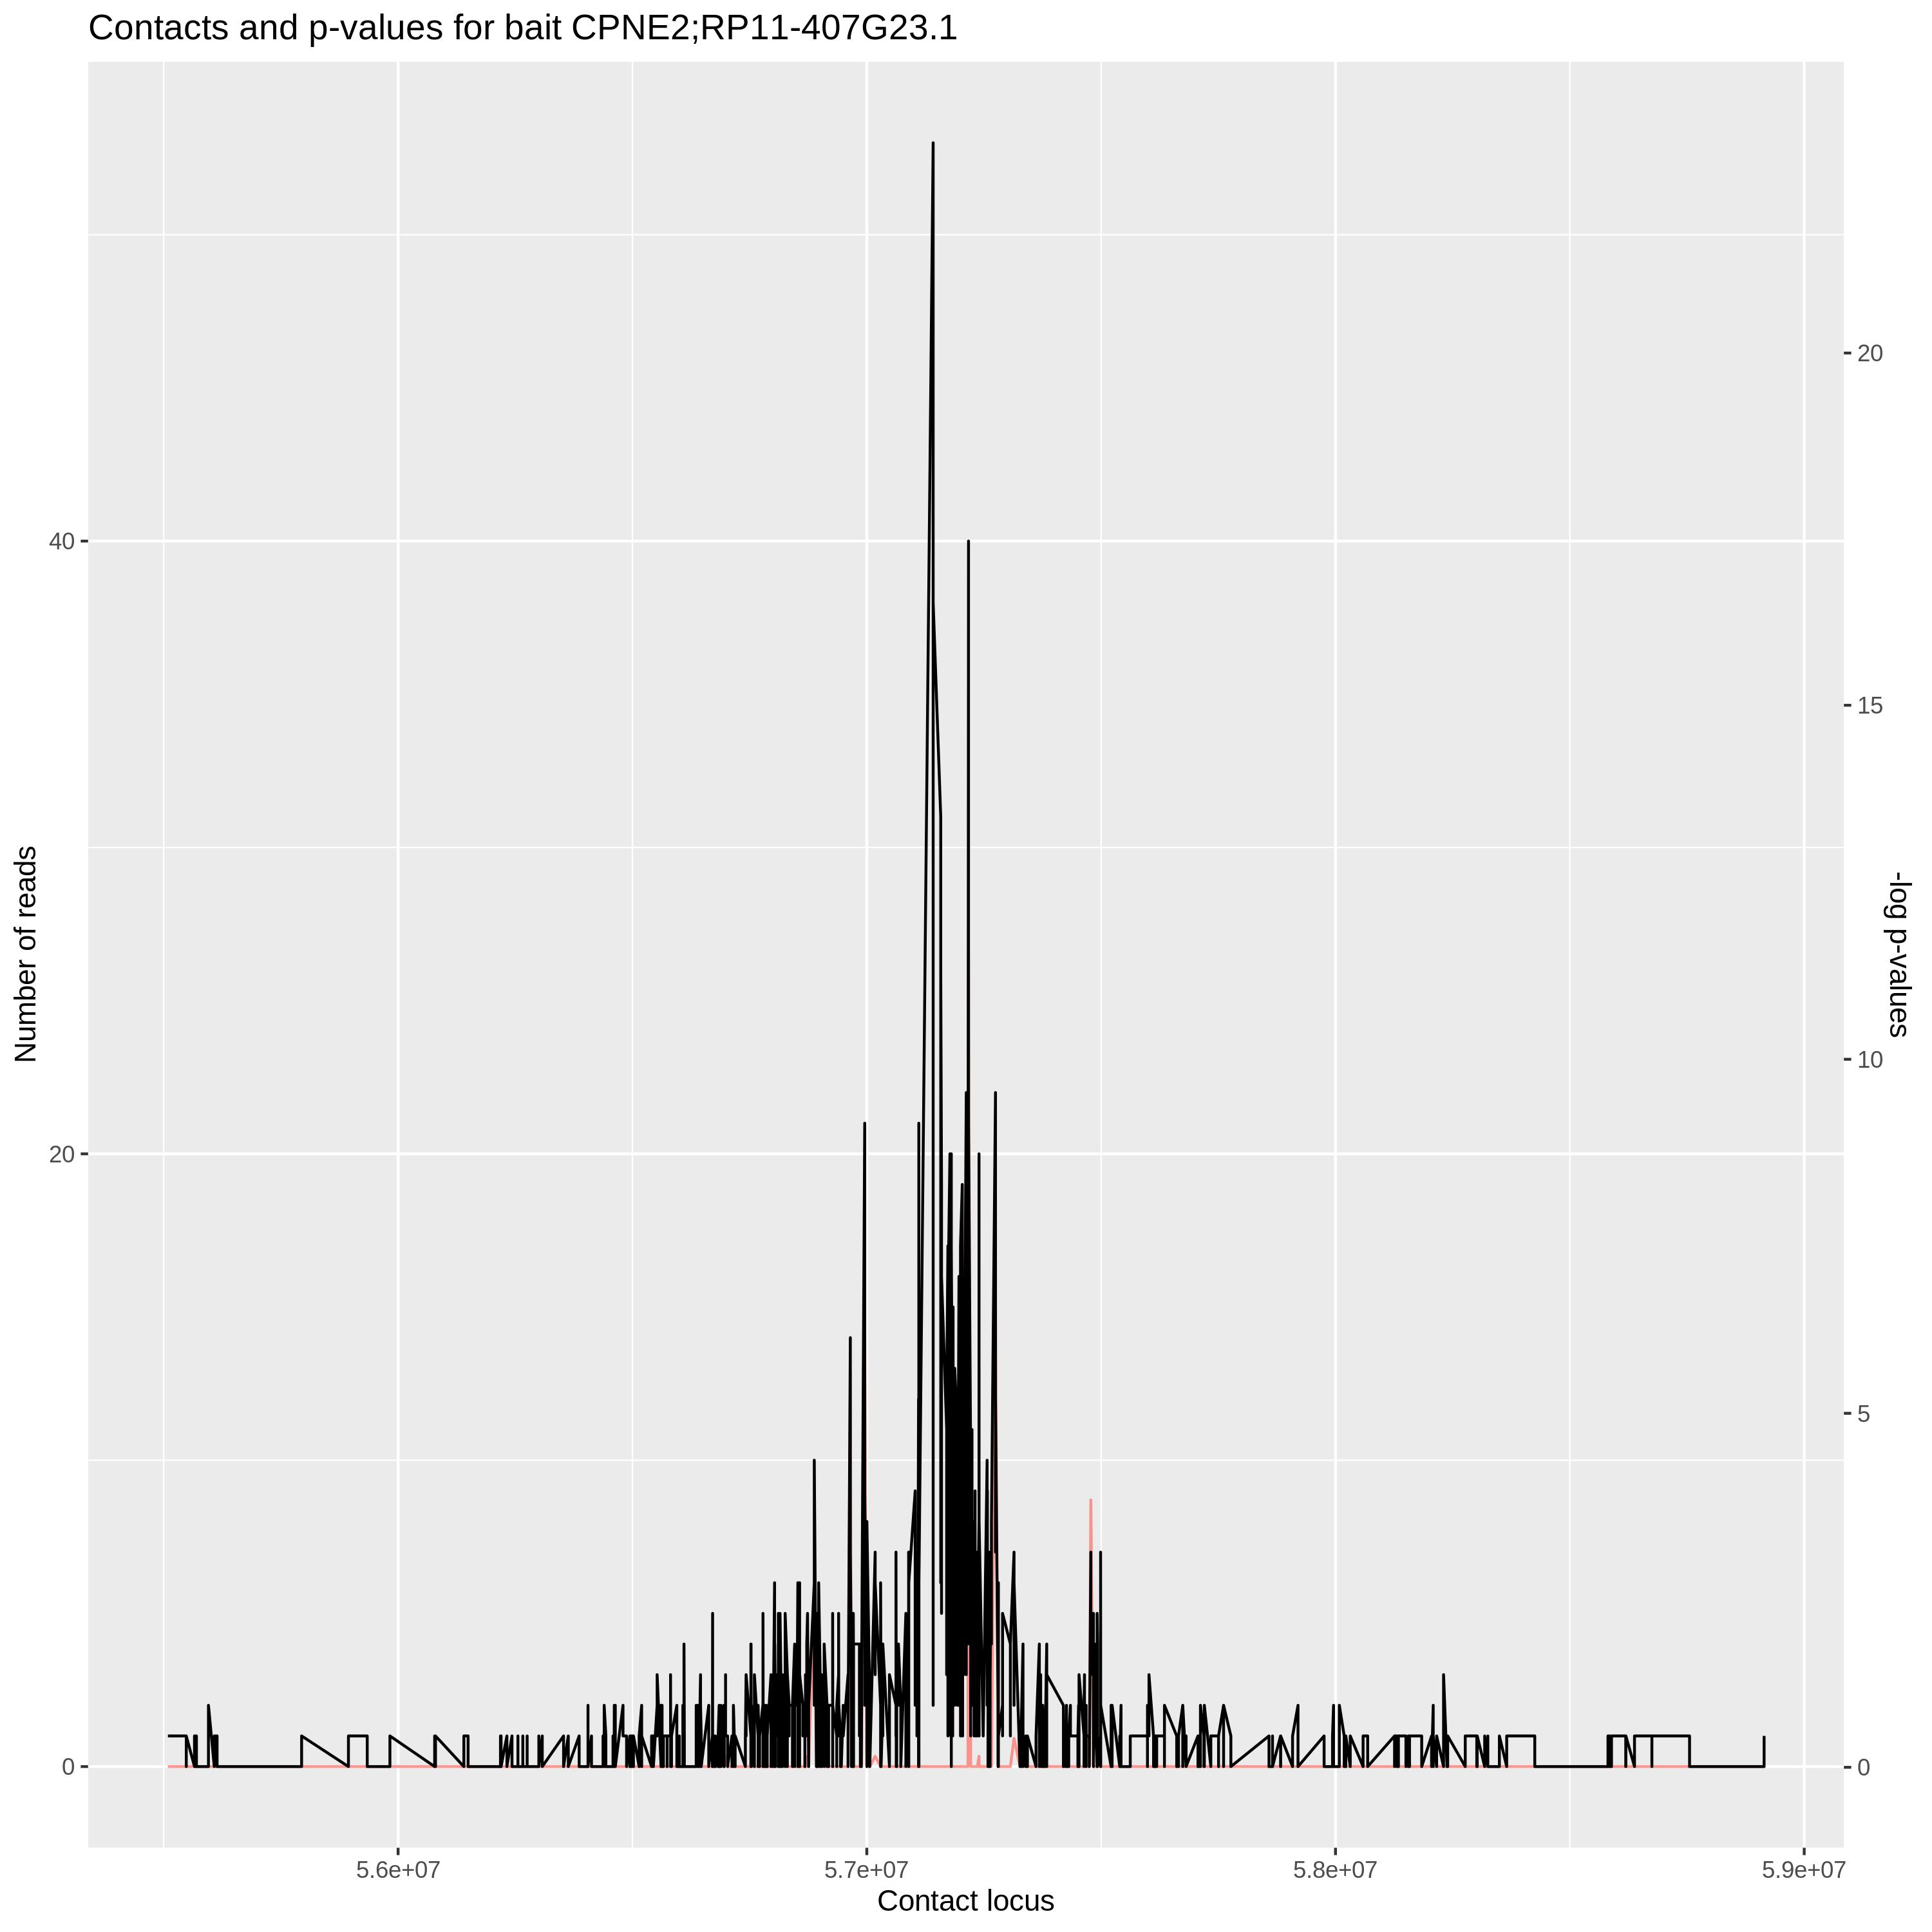 Contacts and p-values for bait CPNE2;RP11-407G23.1
Number of reads
40
20
0
20
15
10
5
0
-log p-values
5.6e+07
5.7e+07
5.8e+07
5.9e+07
Contact locus